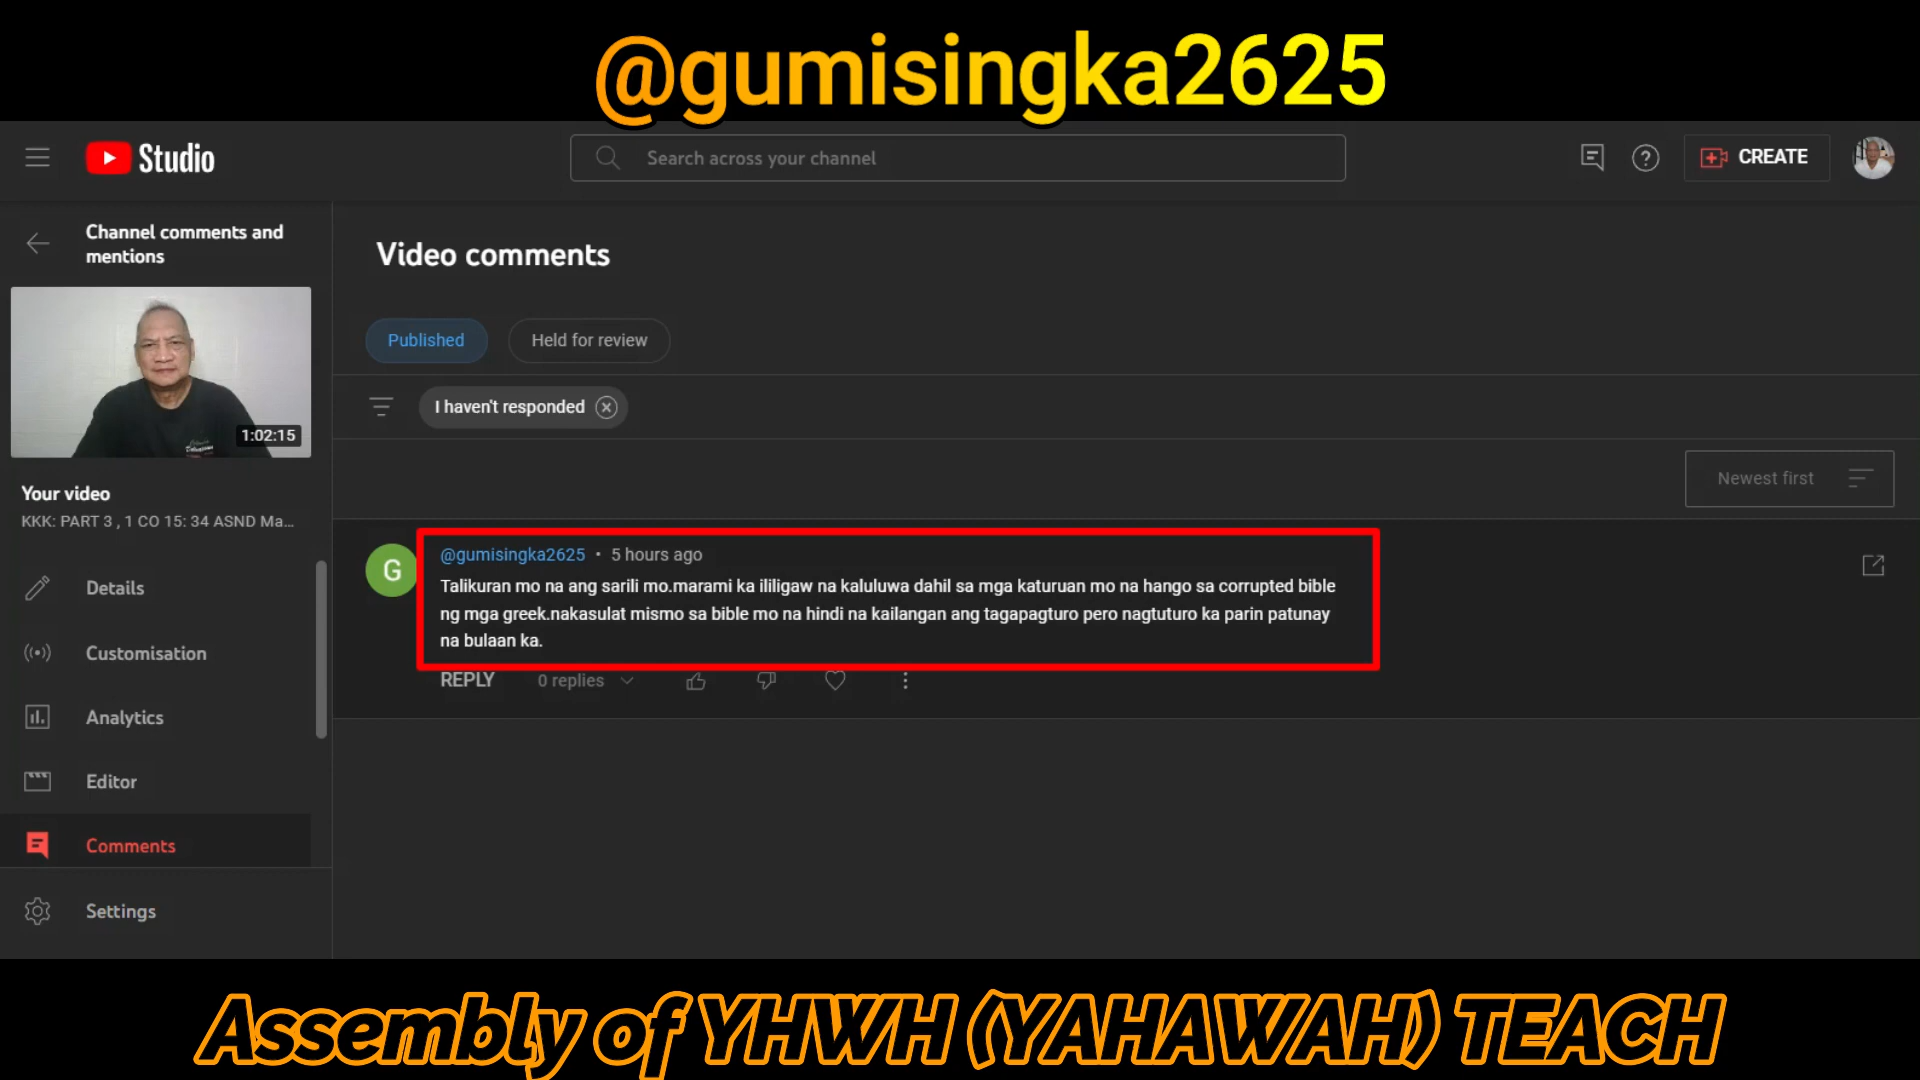 @gumisingka2625
Studio
Search across your channel
CREATE
Channel comments and
mentions
1:02:15
Your video
KKK: PART 3 , 1 CO 15: 34 ASND Ma...
Details
Customisation
Analytics
Editor
Comments
Settings
Video comments
Published
Held for review
I haven't responded
Newest first
G
@gumisingka2625 • 5 hours ago
Talikuran mo na ang sarili mo.marami ka ililigaw na kaluluwa dahil sa mga katuruan mo na hango sa corrupted bible
ng mga greek.nakasulat mismo sa bible mo na hindi na kailangan ang tagapagturo pero nagtuturo ka parin patunay
na bulaan ka.
REPLY
0 replies
Assembly of YHWH (YAHAWAH) TEACH